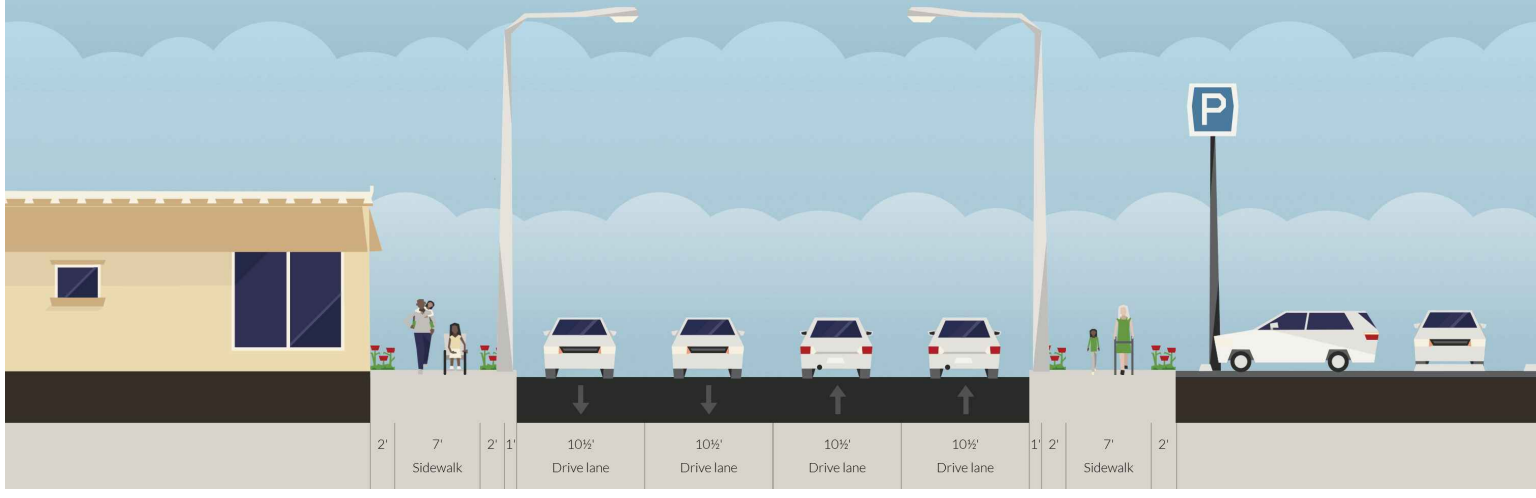 P
2' 7' 2' 1' 10½' 10½' 10½' 10½' 1' 2' 7' 2'
Sidewalk Drive lane Drive lane Drive lane Drive lane Sidewalk